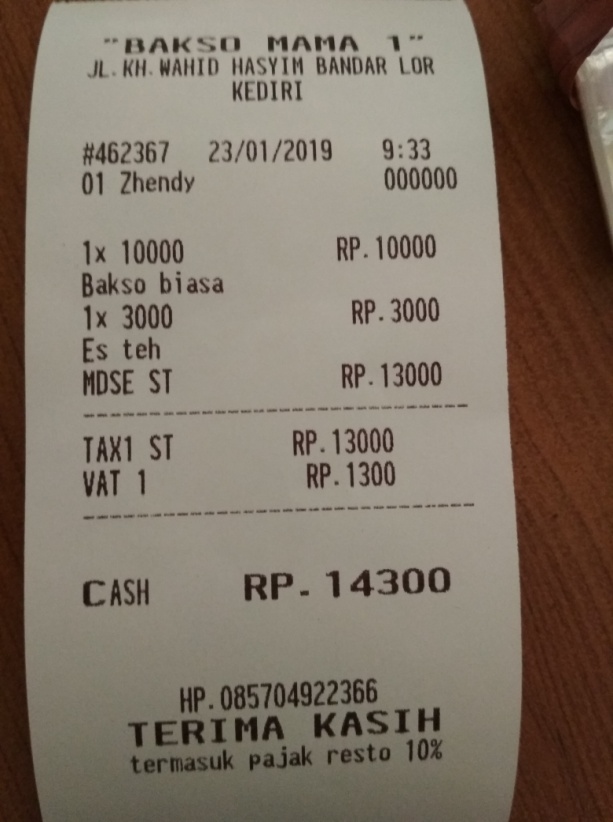 "BAKSO MAMA 1"
JL.KH.WAHID HASYIM BANDAR LOR
KEDIRI
#462367 23/01/2019 9:33
01 Zhendy 000000
1x 10000 RP.10000
Bakso biasa
1x 3000 RP.3000
Es teh
MDSE ST RP.13000
TAX1 ST RP.13000
VAT 1 RP.1300
CASH RP.14300
HP.085704922366
TERIMA KASIH
termasuk pajak resto 10%